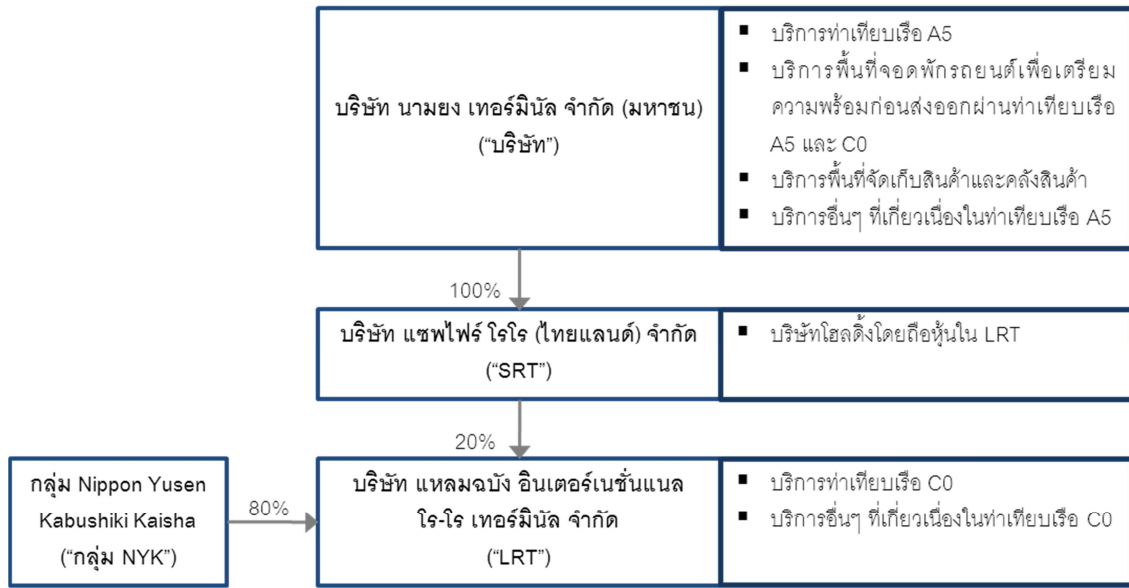 บริษัท นามยง เทอร์มินัล จำกัด (มหาชน)
("บริษัท")
▪ บริการท่าเทียบเรือ A5
▪ บริการพื้นที่จอดพักรถยนต์เพื่อเตรียม
ความพร้อมก่อนส่งออกผ่านท่าเทียบเรือ
A5 และ C0
▪ บริการพื้นที่จัดเก็บสินค้าและคลังสินค้า
▪ บริการอื่นๆ ที่เกี่ยวเนื่องในท่าเทียบเรือ A5
100%
บริษัท แซฟไฟร์ โรโร (ไทยแลนด์) จำกัด
("SRT")
▪ บริษัทโฮลดิ้งโดยถือหุ้นใน LRT
20%
กลุ่ม Nippon Yusen
Kabushiki Kaisha
("กลุ่ม NYK")
80%
บริษัท แหลมฉบัง อินเตอร์เนชั่นแนล
โร-โร เทอร์มินัล จำกัด
("LRT")
▪ บริการท่าเทียบเรือ C0
▪ บริการอื่นๆ ที่เกี่ยวเนื่องในท่าเทียบเรือ C0